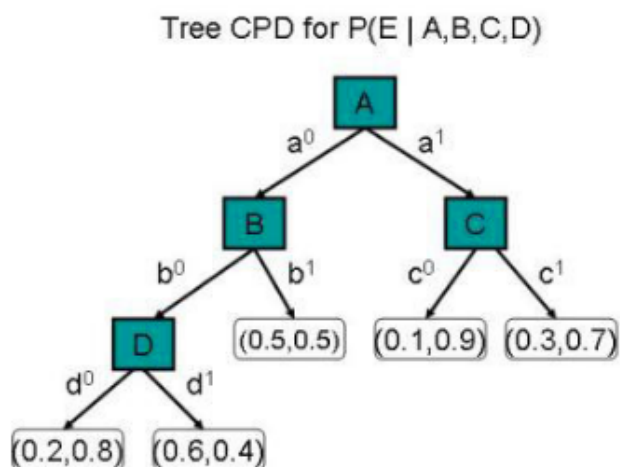 Tree CPD for P(E | A,B,C,D)
A
a⁰ a¹
B C
b⁰ b¹ c⁰ c¹
D (0.5,0.5) (0.1,0.9) (0.3,0.7)
d⁰ d¹
(0.2,0.8) (0.6,0.4)